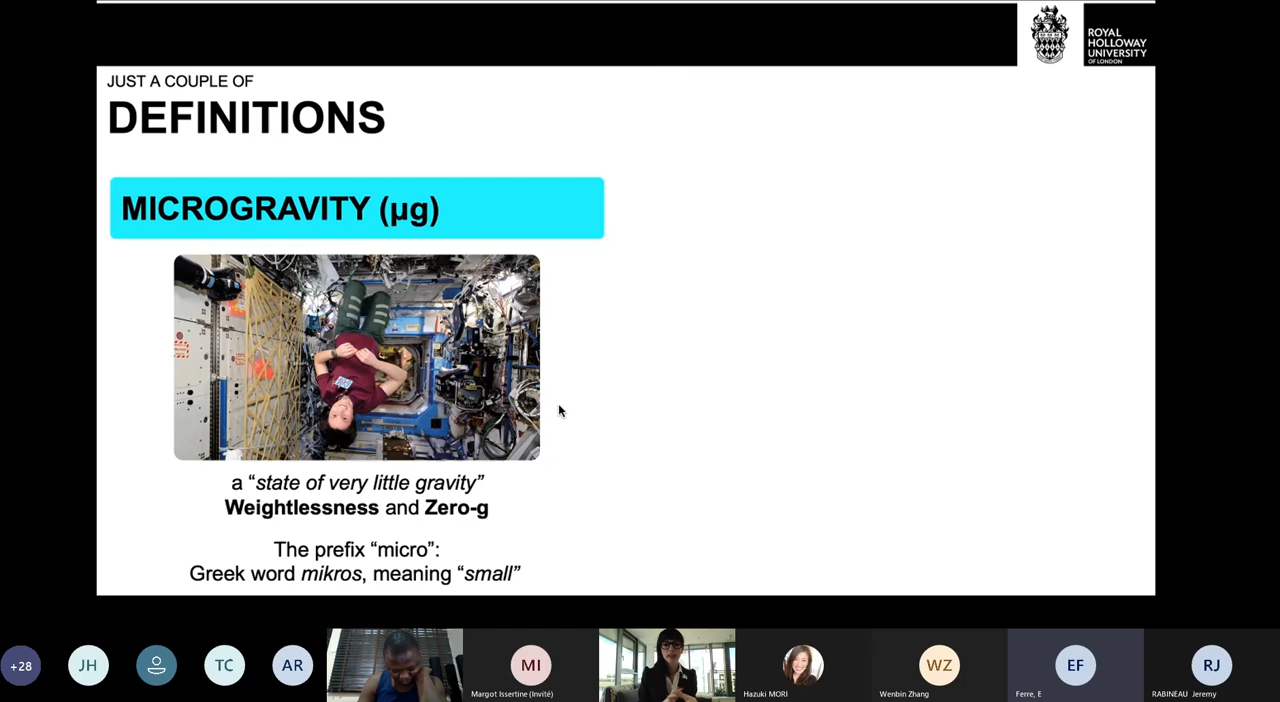 ROYAL
HOLLOWAY
UNIVERSITY
OF LONDON
JUST A COUPLE OF
DEFINITIONS
MICROGRAVITY (µg)
a “state of very little gravity”
Weightlessness and Zero-g
The prefix “micro”:
Greek word mikros, meaning “small”
+28
JH
TC
AR
MI
WZ
EF
RJ
Margot Issertine (Invité)
Hazuki MORI
Wenbin Zhang
Ferre, E
RABINEAU Jeremy